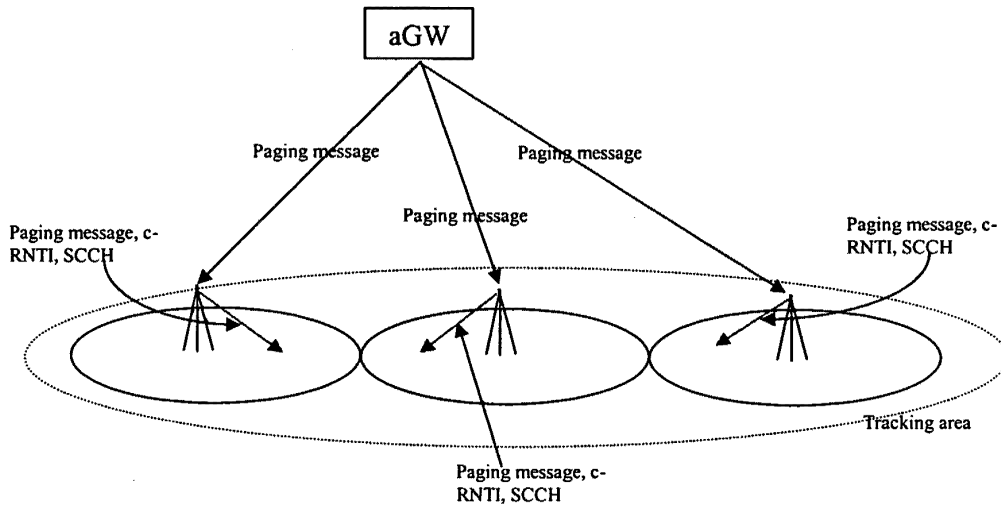 aGW
Paging message
Paging message
Paging message
Paging message, c-
RNTI, SCCH
Paging message, c-
RNTI, SCCH
Tracking area
Paging message, c-
RNTI, SCCH